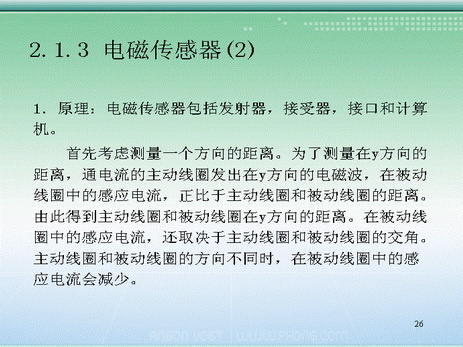 2.1.3 电磁传感器(2)
1. 原理：电磁传感器包括发射器，接受器，接口和计算
机。
首先考虑测量一个方向的距离。为了测量在y方向的
距离，通电流的主动线圈发出在y方向的电磁波，在被动
线圈中的感应电流，正比于主动线圈和被动线圈的距离。
由此得到主动线圈和被动线圈在y方向的距离。在被动线
圈中的感应电流，还取决于主动线圈和被动线圈的交角。
主动线圈和被动线圈的方向不同时，在被动线圈中的感
应电流会减少。
26